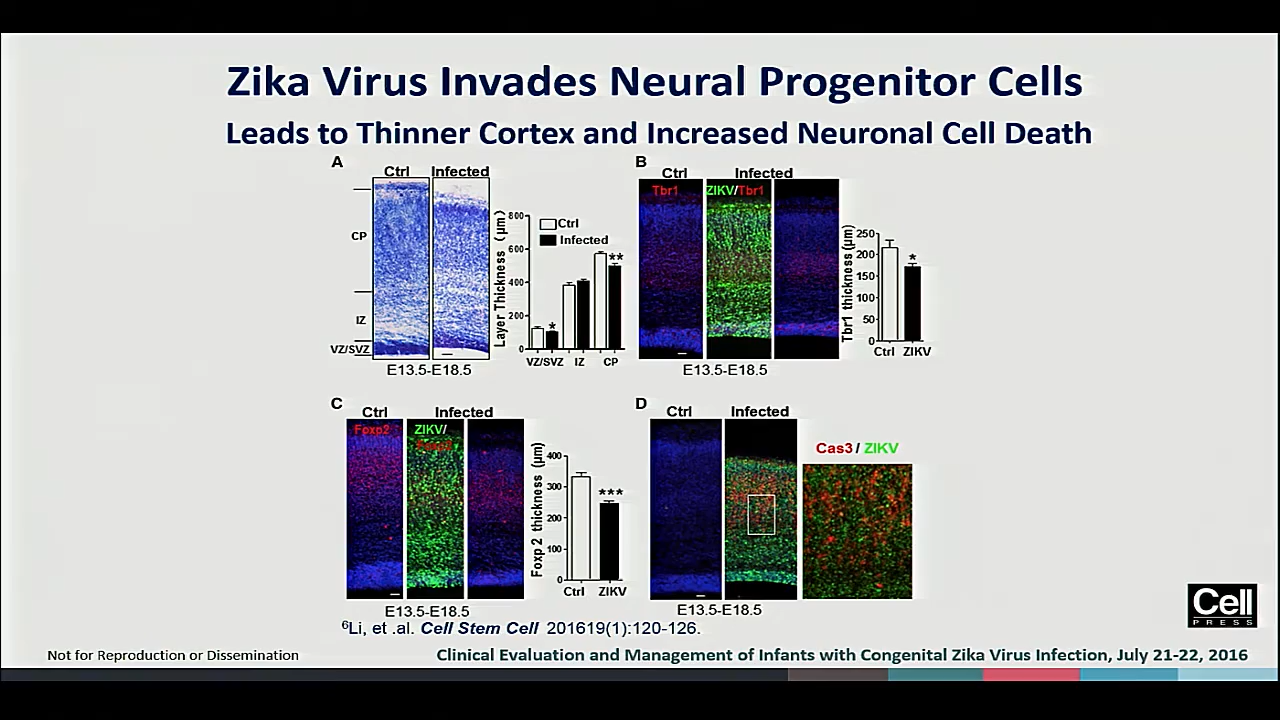 Zika Virus Invades Neural Progenitor Cells
Leads to Thinner Cortex and Increased Neuronal Cell Death
A
Ctrl Infected
CP
IZ
VZ/SVZ
E13.5-E18.5
Layer Thickness (μm)
800
600
400
200
0
Ctrl
Infected
*
**
VZ/SVZ IZ CP
B
Ctrl Infected
Tbr1
ZIKV/Tbr1
E13.5-E18.5
Tbr1 thickness (μm)
250
200
150
100
50
0
*
Ctrl ZIKV
C
Ctrl Infected
Foxp2
ZIKV/
Foxp2
E13.5-E18.5
Foxp 2 thickness (μm)
400
300
200
100
0
***
Ctrl ZIKV
D
Ctrl Infected
Cas3 / ZIKV
E13.5-E18.5
⁶Li, et .al. Cell Stem Cell 201619(1):120-126.
Cell
PRESS
Not for Reproduction or Dissemination
Clinical Evaluation and Management of Infants with Congenital Zika Virus Infection, July 21-22, 2016